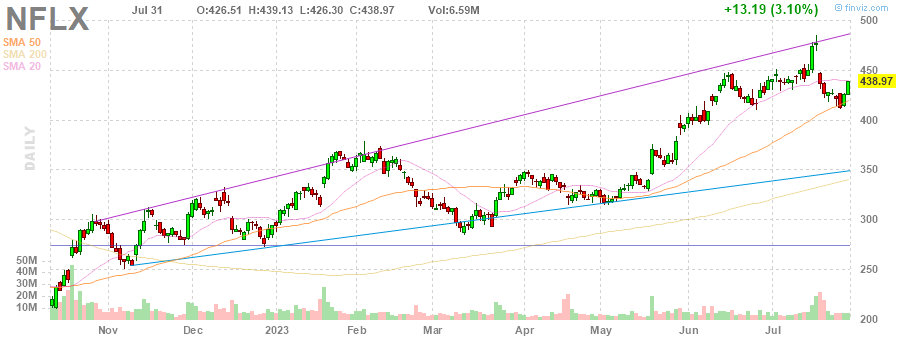 NFLX
Jul 31
O:426.51 H:439.13 L:426.30 C:438.97
Vol:6.59M
+13.19 (3.10%)
© finviz.com
SMA 50
SMA 200
SMA 20
DAILY
500
450
438.97
400
350
300
250
200
50M
40M
30M
20M
10M
Nov Dec 2023 Feb Mar Apr May Jun Jul